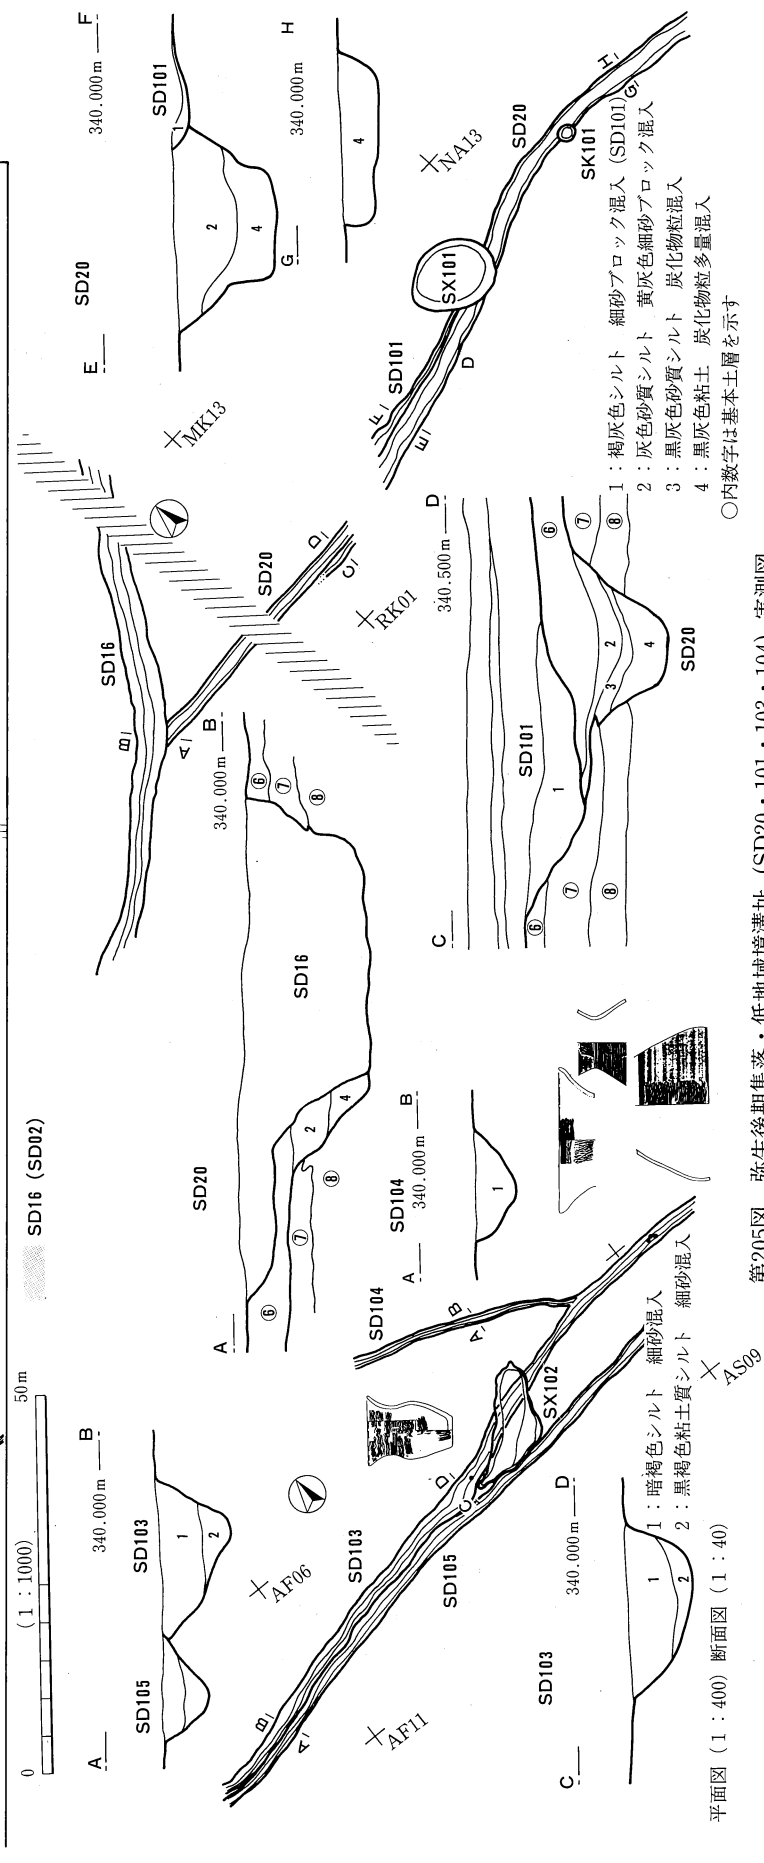 0
50m
(1：1000)
SD16 (SD02)
A
340.000m
B
SD105
SD103
1
2
AF06
AF11
B
A
SD103
SD105
C
D
SX102
SD104
A
B
AS09
SD103
C
340.000m
D
1
2
1：暗褐色シルト　細砂混入
2：黒褐色粘土質シルト　細砂混入
平面図 (1：400) 断面図 (1：40)
SD104
A
340.000m
B
1
SD20
A
340.000m
B
SD16
2
4
⑥
⑦
⑧
⑥
⑦
⑧
SD16
B
A
SD20
D
C
RK01
MK13
C
340.500m
D
SD101
SD20
1
2
3
4
⑥
⑦
⑧
⑥
⑦
⑧
E
340.000m
F
SD20
SD101
1
2
4
G
340.000m
H
4
NA13
SD101
F
E
D
SX101
SD20
SK101
H
G
1：褐灰色シルト　細砂ブロック混入 (SD101)
2：灰色砂質シルト　黄灰色細砂ブロック混入
3：黒灰色砂質シルト　炭化物粒混入
4：黒灰色粘土　炭化物粒多量混入
○内数字は基本土層を示す
第205図　弥生後期集落・低地域境溝址 (SD20・101・103・104) 実測図